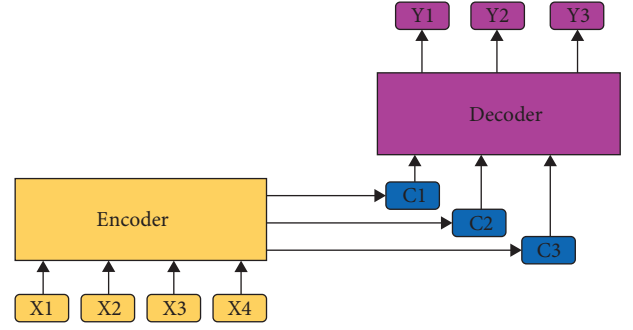 Y1 Y2 Y3
Decoder
C1
Encoder
C2
C3
X1 X2 X3 X4